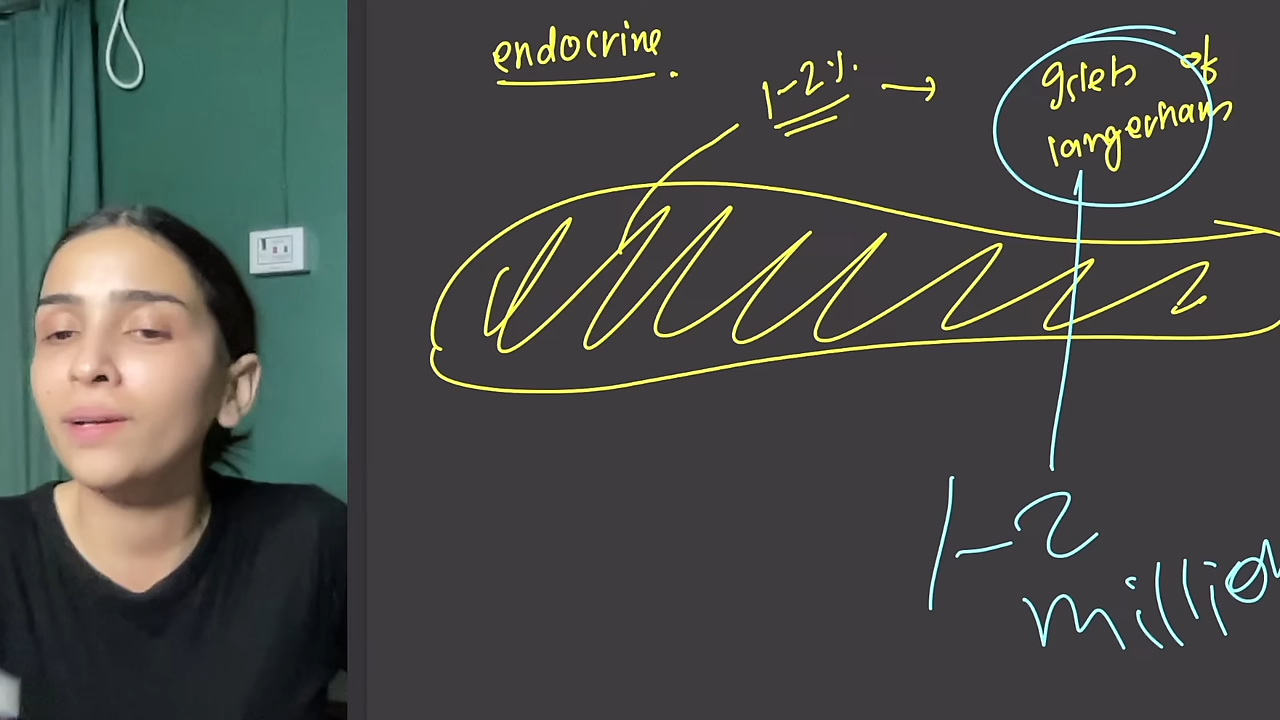 endocrine
1-2% → Islets of
langerhans
1-2
million